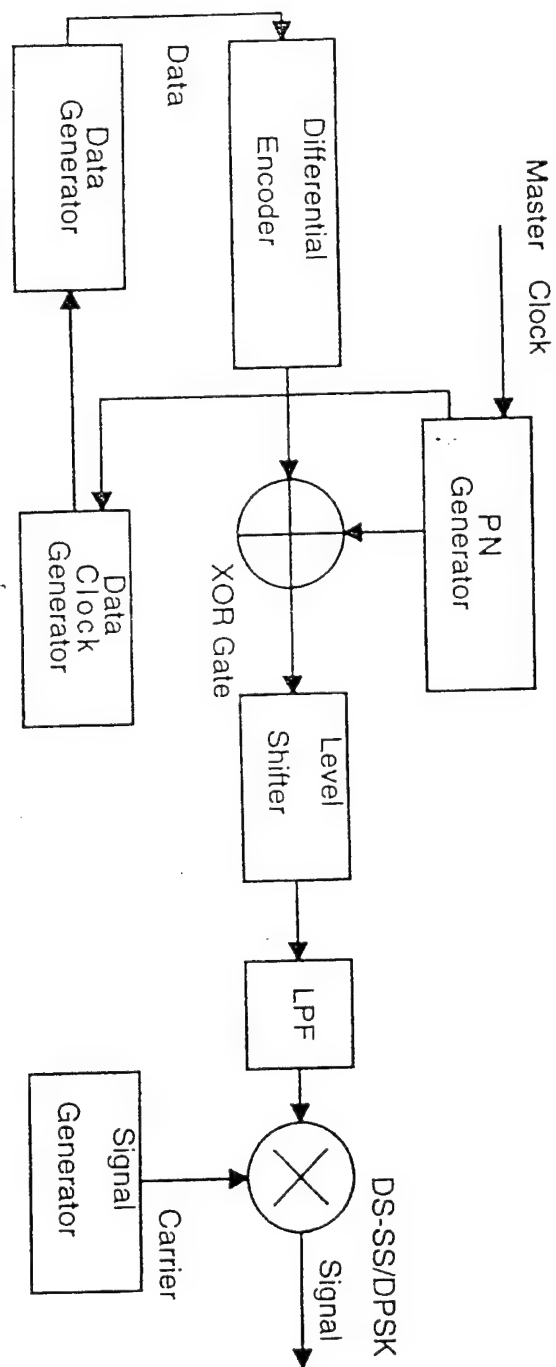 Master Clock
PN
Generator
Differential
Encoder
Data
Data
Generator
Data
Clock
Generator
XOR Gate
Level
Shifter
LPF
DS-SS/DPSK
Signal
Signal
Generator
Carrier